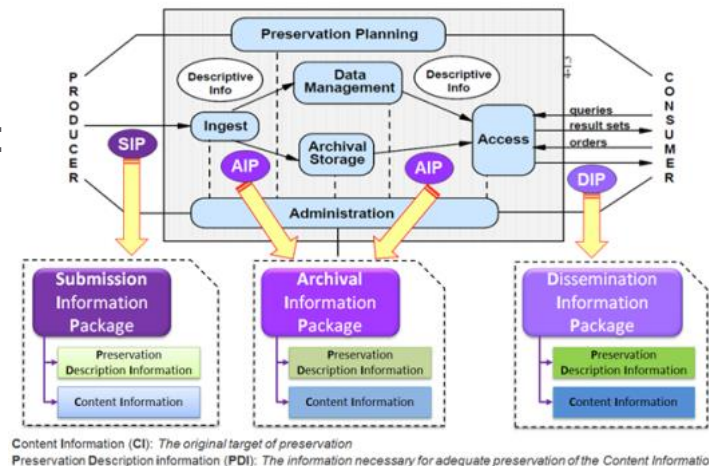 Preservation Planning
PRODUCER
CONSUMER
4-1.3
Descriptive
Info
Data
Management
Descriptive
Info
queries
result sets
orders
Ingest
Access
SIP
Archival
Storage
AIP
AIP
DIP
Administration
Submission
Information
Package
Archival
Information
Package
Dissemination
Information
Package
Preservation
Description Information
Preservation
Description Information
Preservation
Description Information
Content Information
Content Information
Content Information
Content Information (CI): The original target of preservation
Preservation Description information (PDI): The information necessary for adequate preservation of the Content Informatio